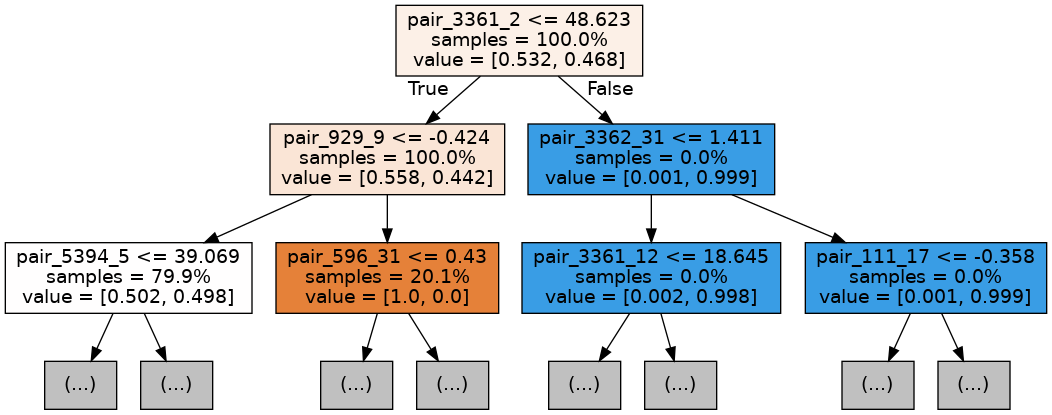 pair_3361_2 <= 48.623
samples = 100.0%
value = [0.532, 0.468]
True
False
pair_929_9 <= -0.424
samples = 100.0%
value = [0.558, 0.442]
pair_3362_31 <= 1.411
samples = 0.0%
value = [0.001, 0.999]
pair_5394_5 <= 39.069
samples = 79.9%
value = [0.502, 0.498]
pair_596_31 <= 0.43
samples = 20.1%
value = [1.0, 0.0]
pair_3361_12 <= 18.645
samples = 0.0%
value = [0.002, 0.998]
pair_111_17 <= -0.358
samples = 0.0%
value = [0.001, 0.999]
(...)
(...)
(...)
(...)
(...)
(...)
(...)
(...)